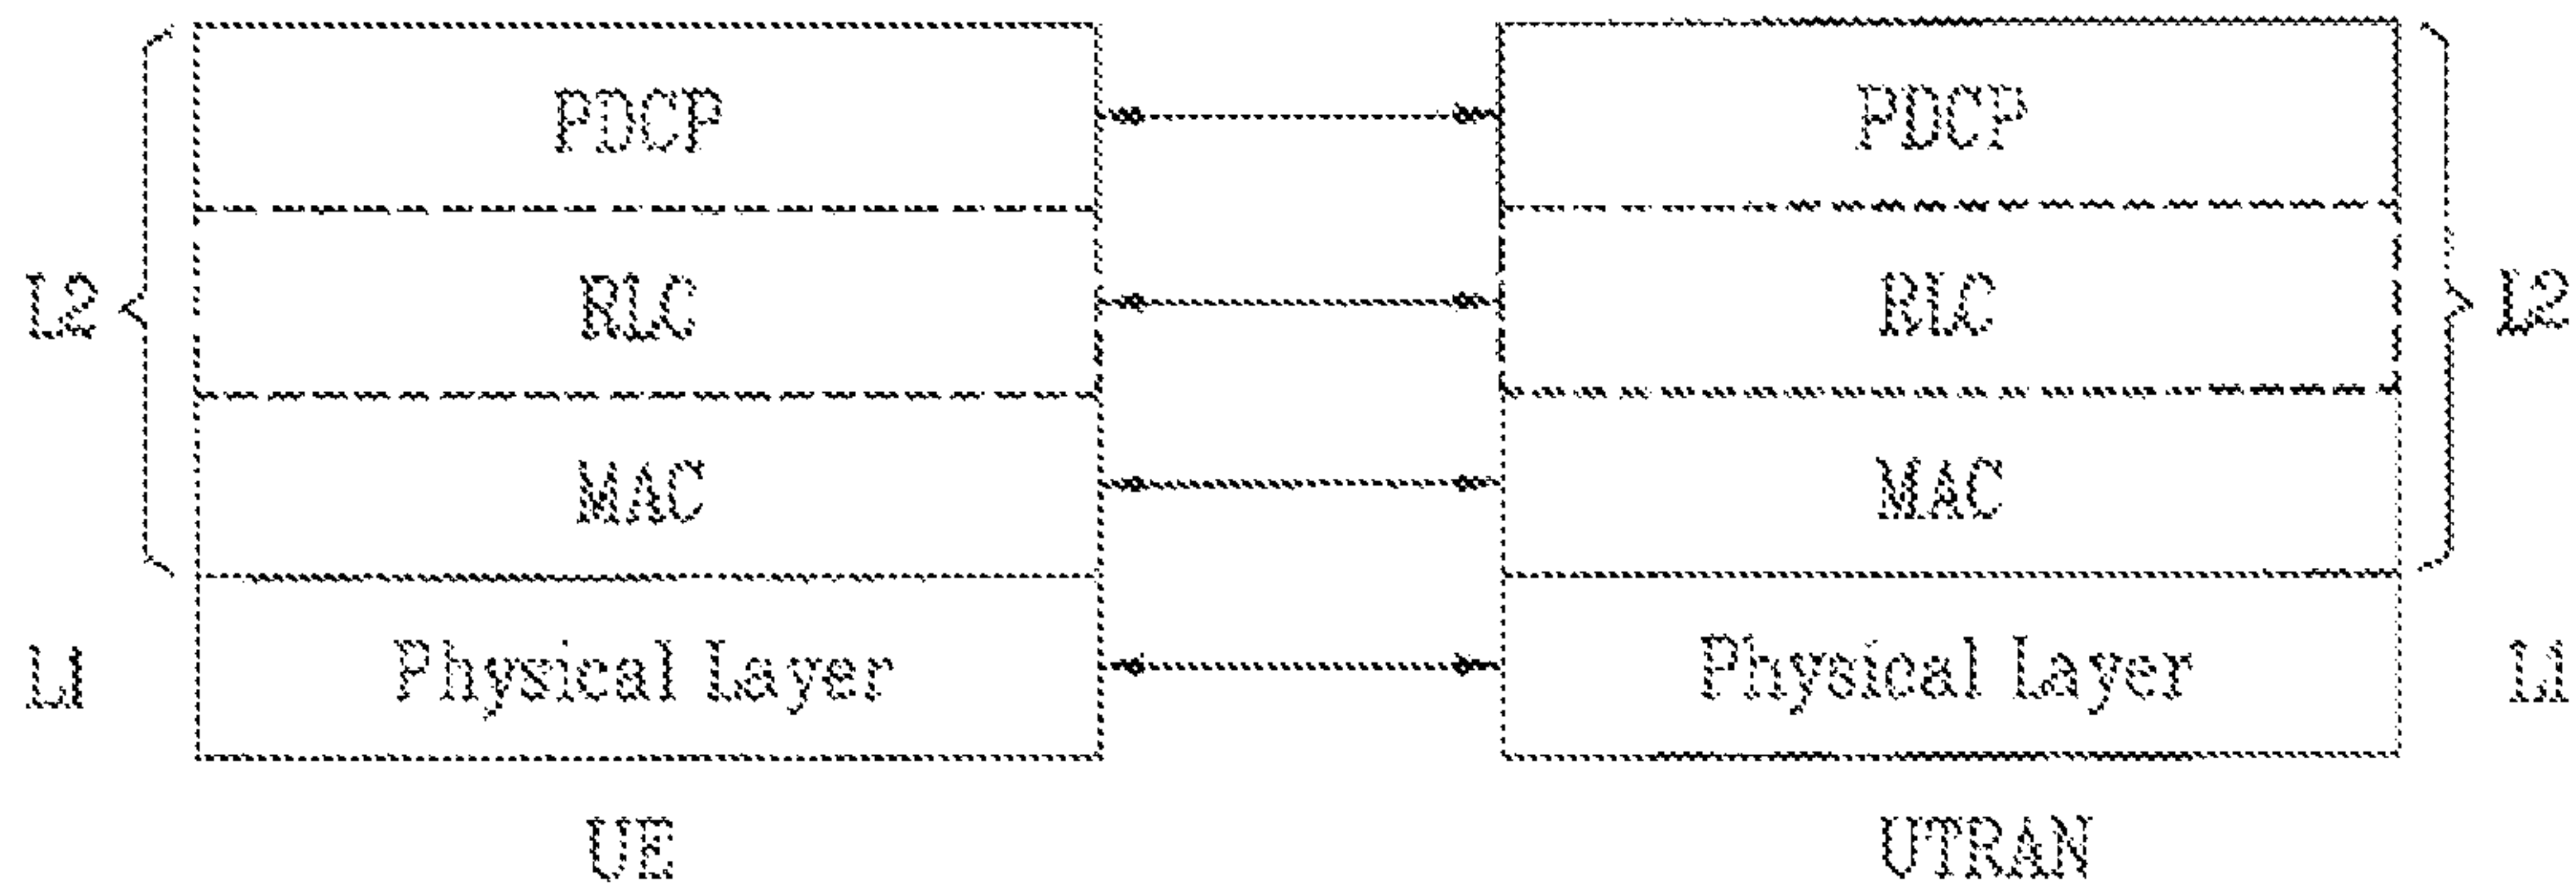 PDCP PDCP
L2 RLC RLC L2
MAC MAC
L1 Physical Layer Physical Layer L1
UE UTRAN